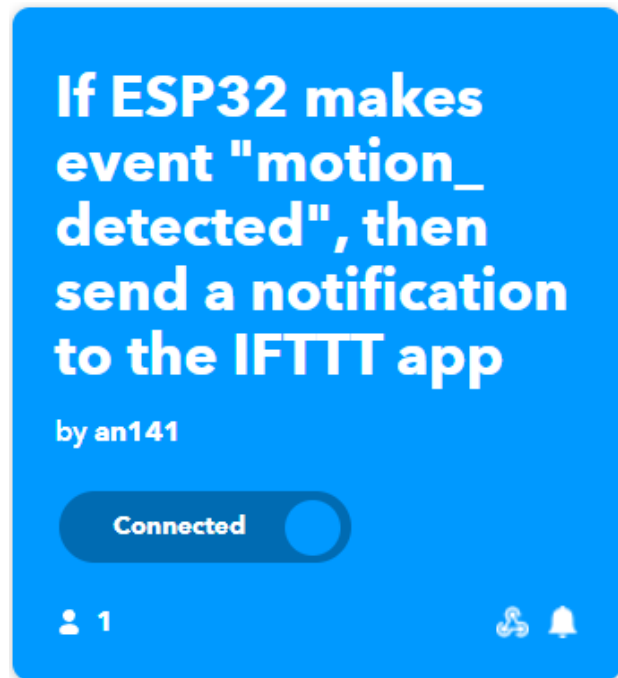 If ESP32 makes
event "motion_
detected", then
send a notification
to the IFTTT app
by an141
Connected
1